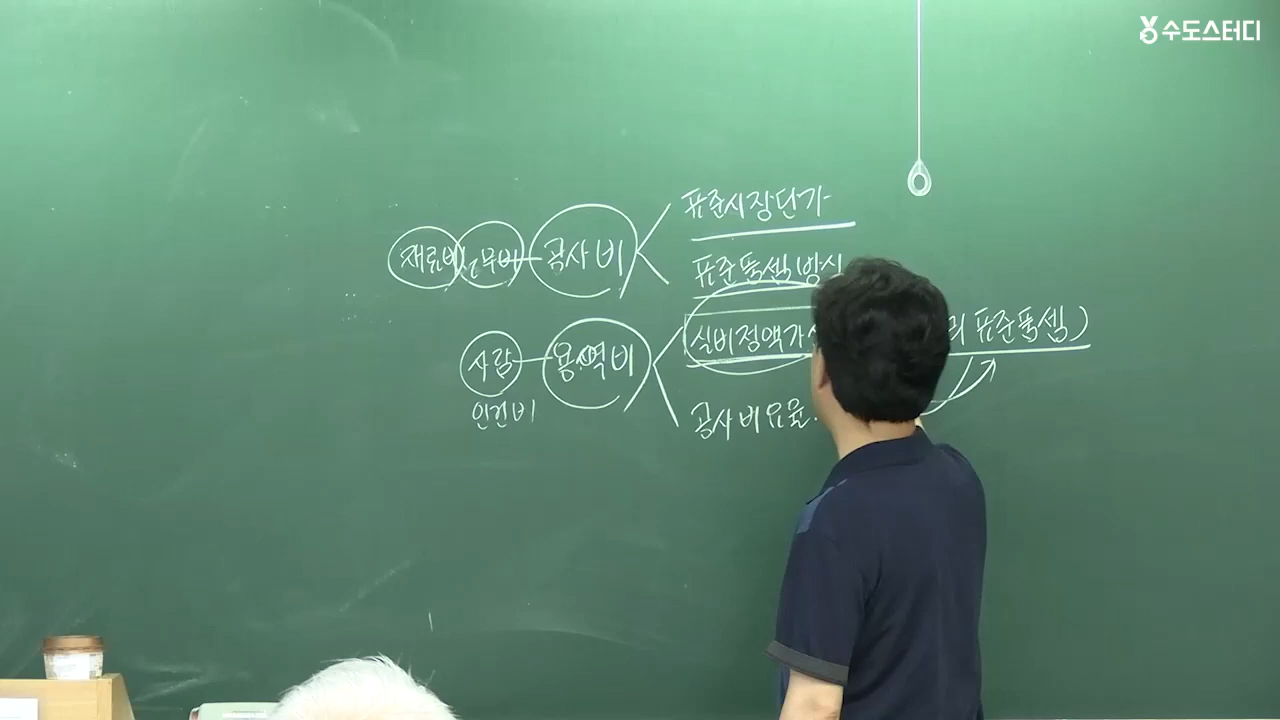 수도스터디
표준시장단가
재료비 노무비 공사비
표준품셈방식
실비정액가
리 표준품셈)
사람 용역비
인건비
공사비요율